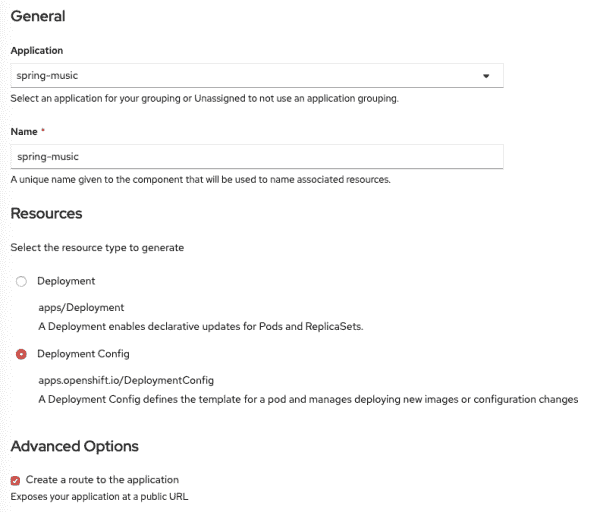 General
Application
spring-music
Select an application for your grouping or Unassigned to not use an application grouping.
Name *
spring-music
A unique name given to the component that will be used to name associated resources.
Resources
Select the resource type to generate
Deployment
apps/Deployment
A Deployment enables declarative updates for Pods and ReplicaSets.
Deployment Config
apps.openshift.io/DeploymentConfig
A Deployment Config defines the template for a pod and manages deploying new images or configuration changes
Advanced Options
Create a route to the application
Exposes your application at a public URL